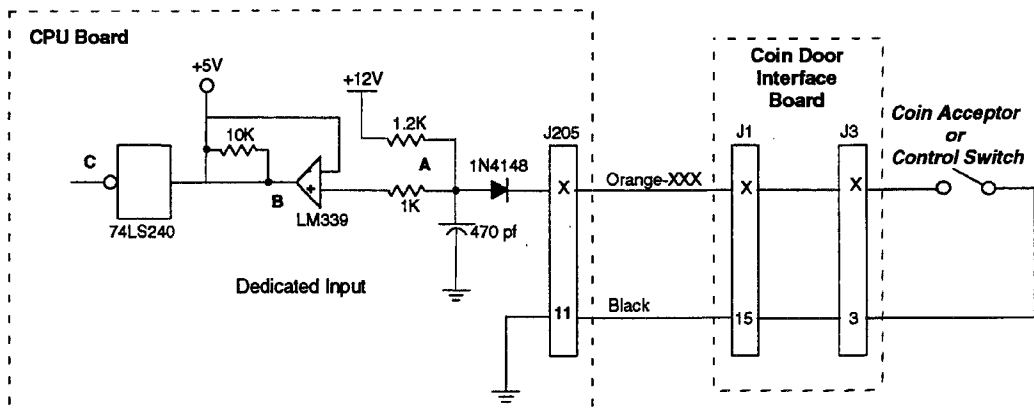 CPU Board
+5V
+12V
10K
1.2K
A
C
B
+
LM339
1K
1N4148
470 pf
74LS240
Dedicated Input
J205
X
11
Orange-XXX
Black
Coin Door
Interface
Board
J1
X
15
J3
X
3
Coin Acceptor
or
Control Switch